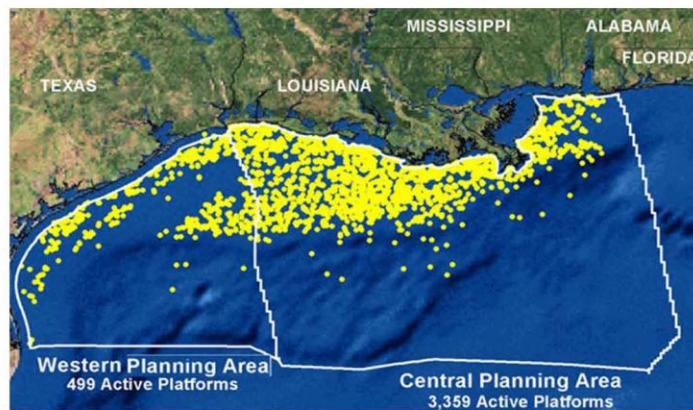 MISSISSIPPI
ALABAMA
FLORIDA
TEXAS
LOUISIANA
Western Planning Area
499 Active Platforms
Central Planning Area
3,359 Active Platforms